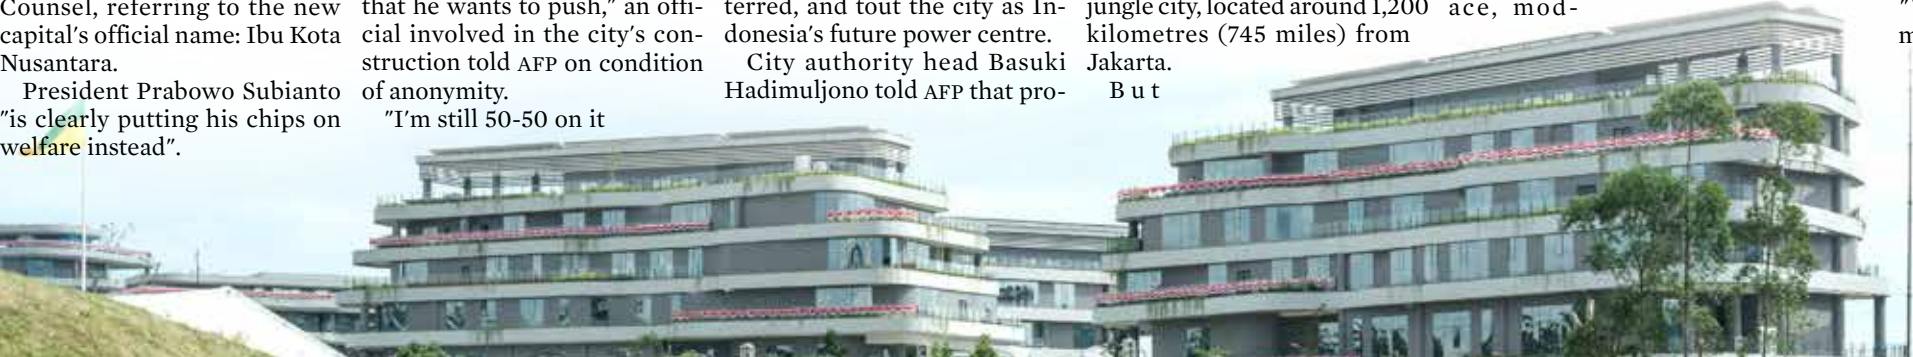 Counsel, referring to the new
capital's official name: Ibu Kota
Nusantara.
President Prabowo Subianto
"is clearly putting his chips on
welfare instead".
that he wants to push," an offi-
cial involved in the city's con-
struction told AFP on condition
of anonymity.
"I'm still 50-50 on it
terred, and tout the city as In-
donesia's future power centre.
City authority head Basuki
Hadimuljono told AFP that pro-
jungle city, located around 1,200
kilometres (745 miles) from
Jakarta.
But
ace, mod-
"
m